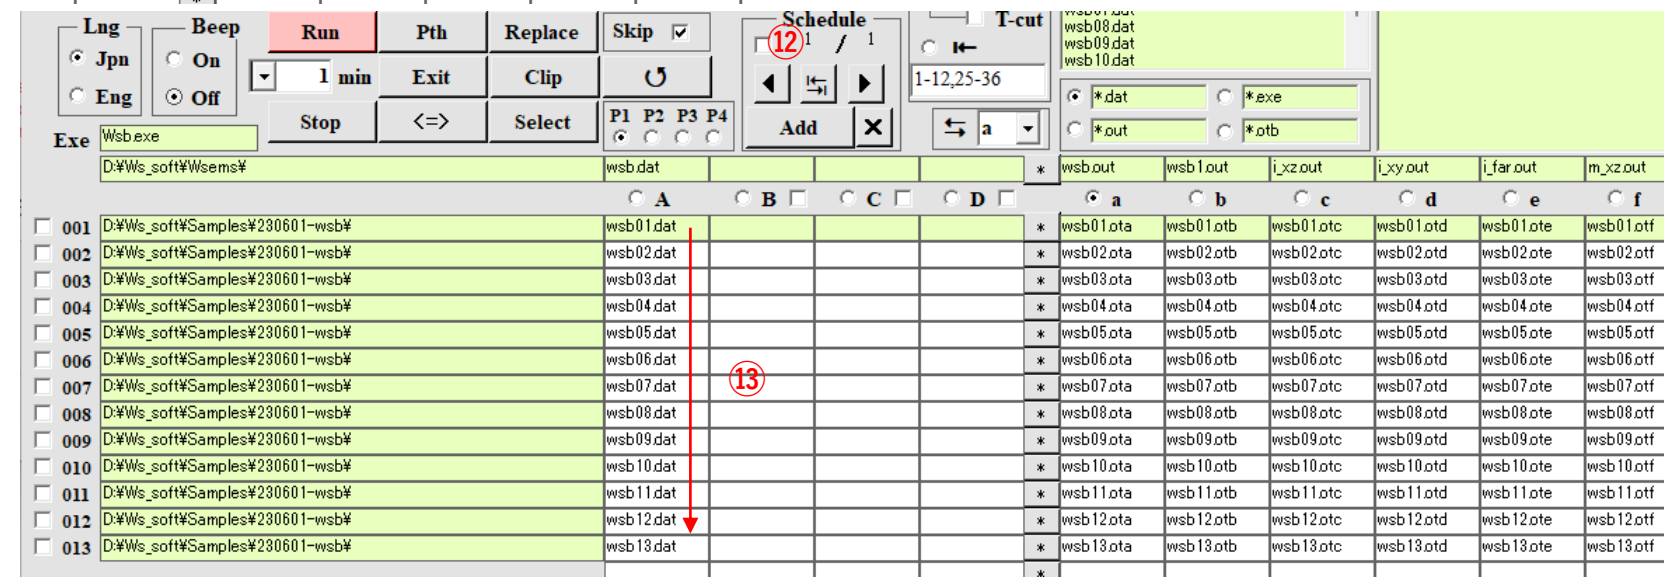 Lng Beep Run Pth Replace Skip Schedule T-cut
wsb08.dat
wsb09.dat
wsb10.dat
⑫ 1 / 1
Jpn On
1 min Exit Clip ↺
1-12,25-36
Eng Off
*.dat *.exe
Stop <=> Select P1 P2 P3 P4 Add X ⇆ a
*.out *.otb
Exe Wsb.exe
D:¥Ws_soft¥Wsems¥ wsb.dat * wsb.out wsb1.out i_xz.out i_xy.out i_far.out m_xz.out
A B C D a b c d e f
001 D:¥Ws_soft¥Samples¥230601-wsb¥ wsb01.dat * wsb01.ota wsb01.otb wsb01.otc wsb01.otd wsb01.ote wsb01.otf
002 D:¥Ws_soft¥Samples¥230601-wsb¥ wsb02.dat * wsb02.ota wsb02.otb wsb02.otc wsb02.otd wsb02.ote wsb02.otf
003 D:¥Ws_soft¥Samples¥230601-wsb¥ wsb03.dat * wsb03.ota wsb03.otb wsb03.otc wsb03.otd wsb03.ote wsb03.otf
004 D:¥Ws_soft¥Samples¥230601-wsb¥ wsb04.dat * wsb04.ota wsb04.otb wsb04.otc wsb04.otd wsb04.ote wsb04.otf
005 D:¥Ws_soft¥Samples¥230601-wsb¥ wsb05.dat * wsb05.ota wsb05.otb wsb05.otc wsb05.otd wsb05.ote wsb05.otf
006 D:¥Ws_soft¥Samples¥230601-wsb¥ wsb06.dat * wsb06.ota wsb06.otb wsb06.otc wsb06.otd wsb06.ote wsb06.otf
⑬
007 D:¥Ws_soft¥Samples¥230601-wsb¥ wsb07.dat * wsb07.ota wsb07.otb wsb07.otc wsb07.otd wsb07.ote wsb07.otf
008 D:¥Ws_soft¥Samples¥230601-wsb¥ wsb08.dat * wsb08.ota wsb08.otb wsb08.otc wsb08.otd wsb08.ote wsb08.otf
009 D:¥Ws_soft¥Samples¥230601-wsb¥ wsb09.dat * wsb09.ota wsb09.otb wsb09.otc wsb09.otd wsb09.ote wsb09.otf
010 D:¥Ws_soft¥Samples¥230601-wsb¥ wsb10.dat * wsb10.ota wsb10.otb wsb10.otc wsb10.otd wsb10.ote wsb10.otf
011 D:¥Ws_soft¥Samples¥230601-wsb¥ wsb11.dat * wsb11.ota wsb11.otb wsb11.otc wsb11.otd wsb11.ote wsb11.otf
012 D:¥Ws_soft¥Samples¥230601-wsb¥ wsb12.dat * wsb12.ota wsb12.otb wsb12.otc wsb12.otd wsb12.ote wsb12.otf
013 D:¥Ws_soft¥Samples¥230601-wsb¥ wsb13.dat * wsb13.ota wsb13.otb wsb13.otc wsb13.otd wsb13.ote wsb13.otf
*